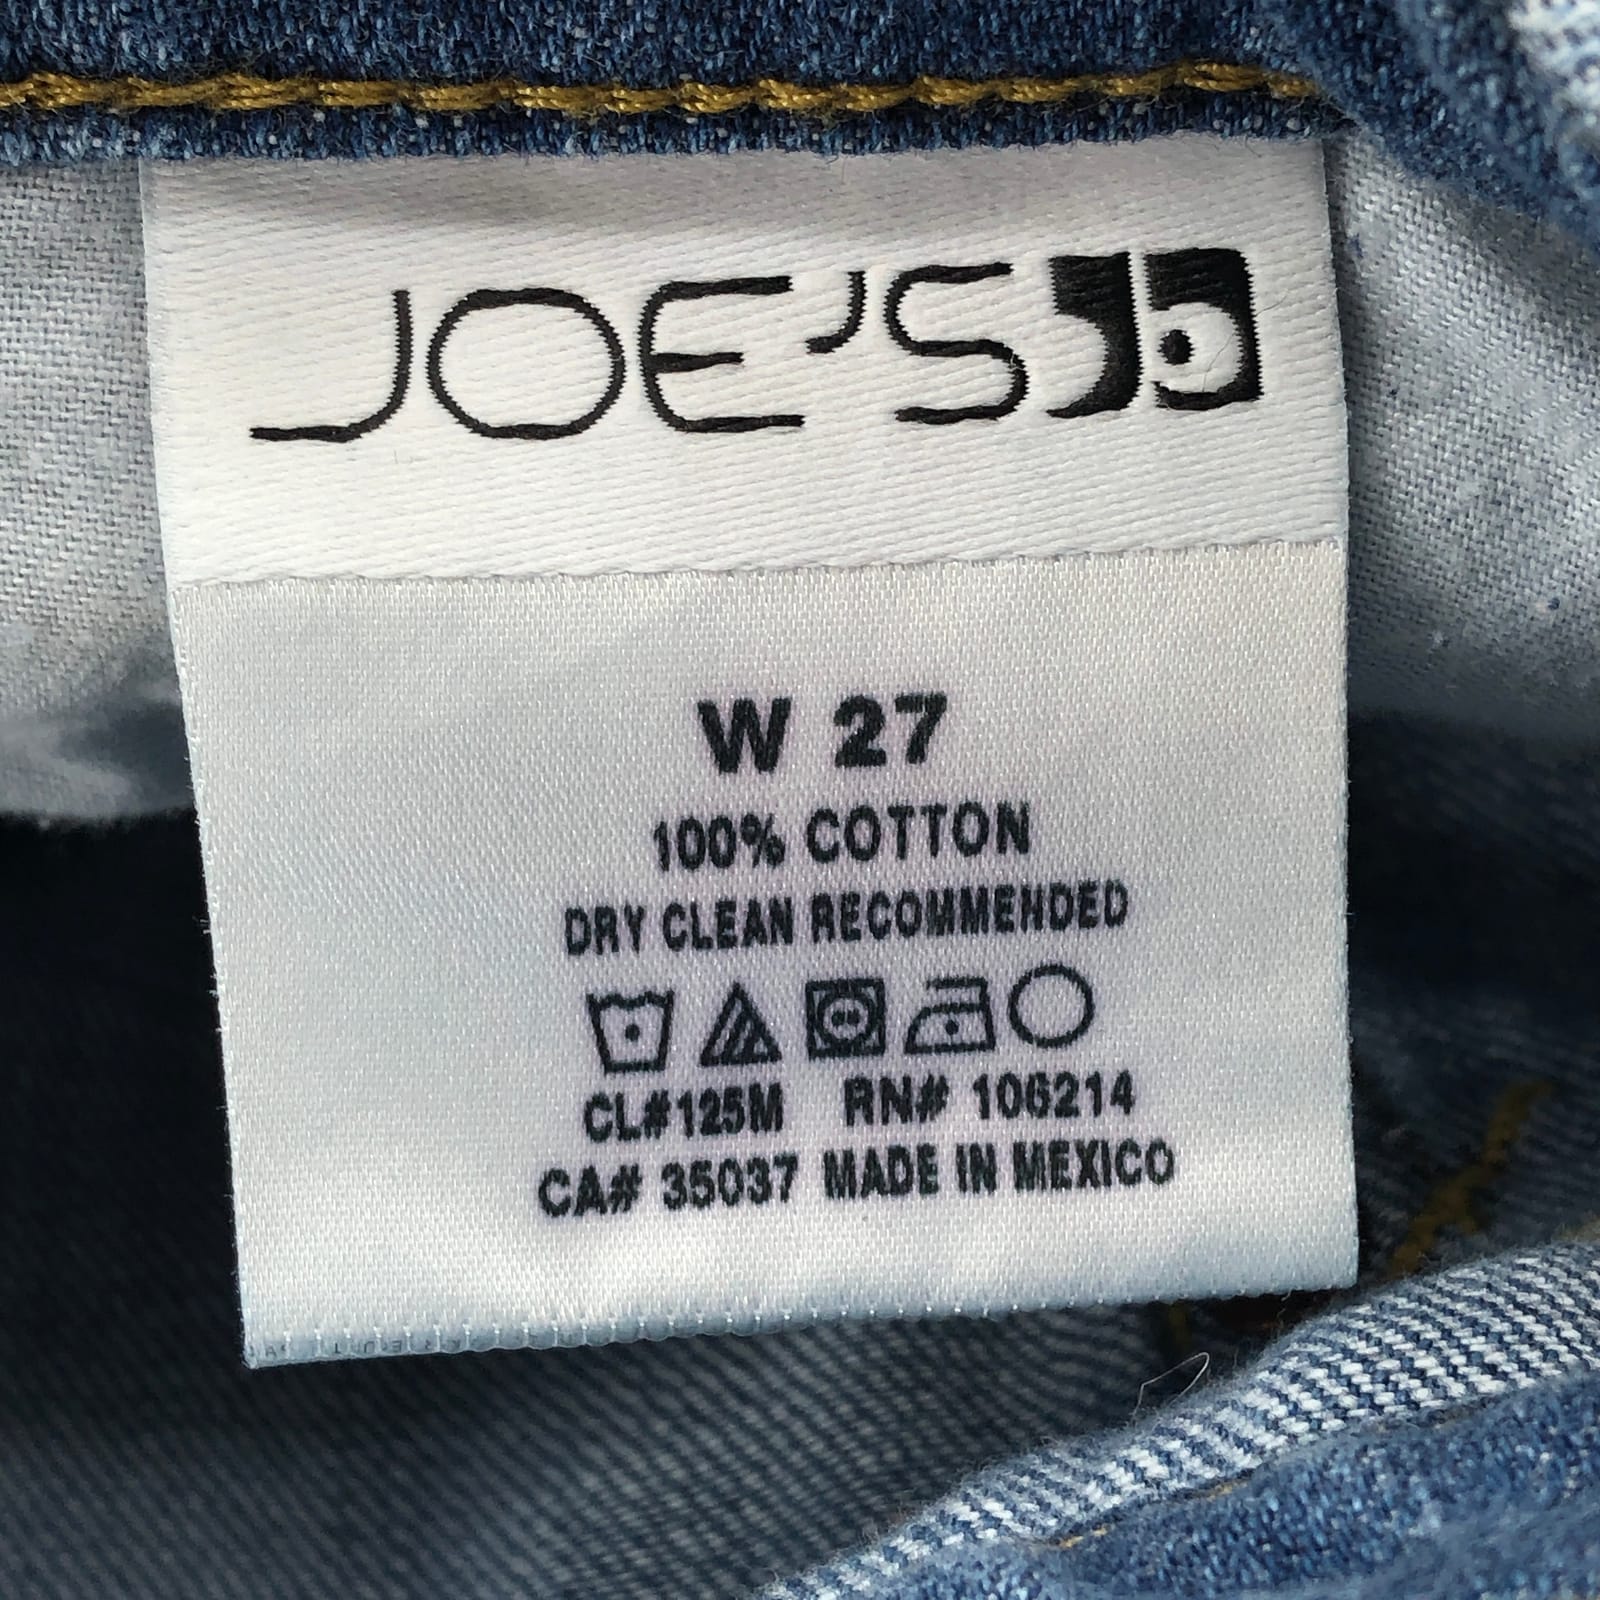 JOE'S
W 27
100% COTTON
DRY CLEAN RECOMMENDED
CL#125M RN# 106214
CA# 35037 MADE IN MEXICO